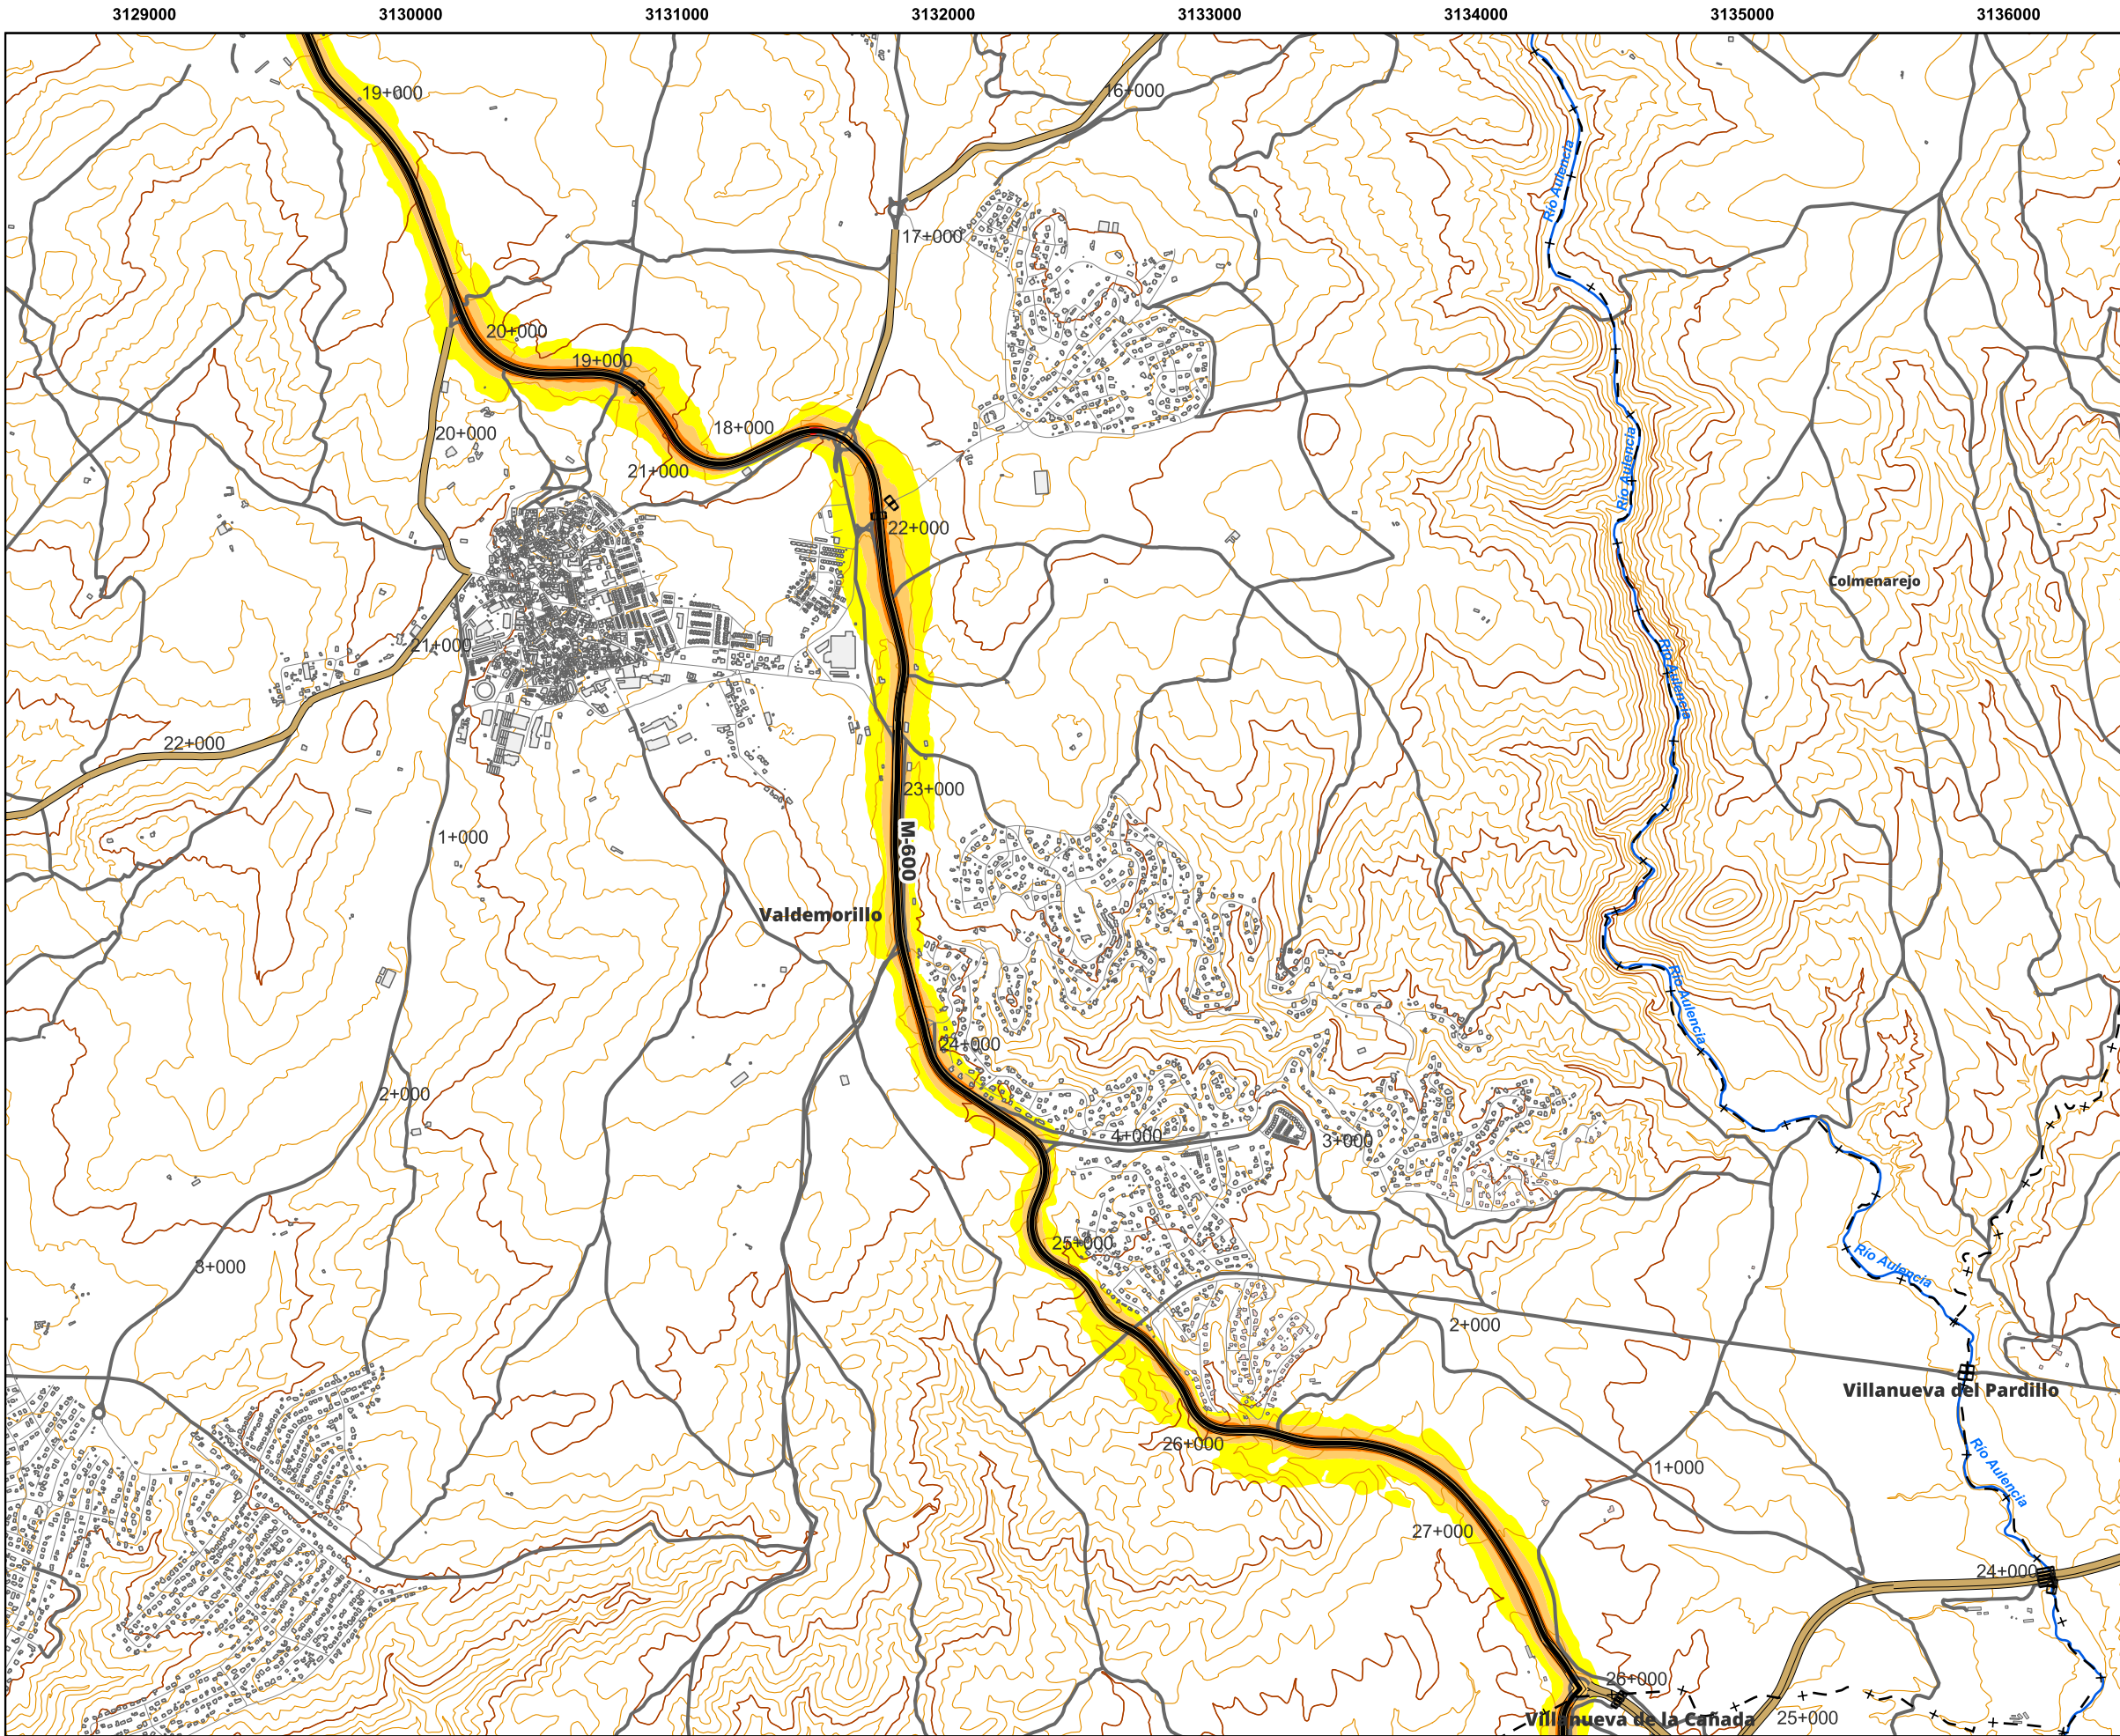 3129000 3130000 3131000 3132000 3133000 3134000 3135000 3136000
19+000
16+000
Río Aulencia
17+000
20+000
19+000
18+000
20+000
21+000
Río Aulencia
22+000
Colmenarejo
21+000
Río Aulencia
22+000
23+000
1+000
M-600
Valdemorillo
Río Aulencia
24+000
2+000
4+000
3+000
25+000
Río Aulencia
3+000
2+000
Villanueva del Pardillo
26+000
1+000
Río Aulencia
27+000
24+000
26+000
Villanueva de la Cañada
25+000